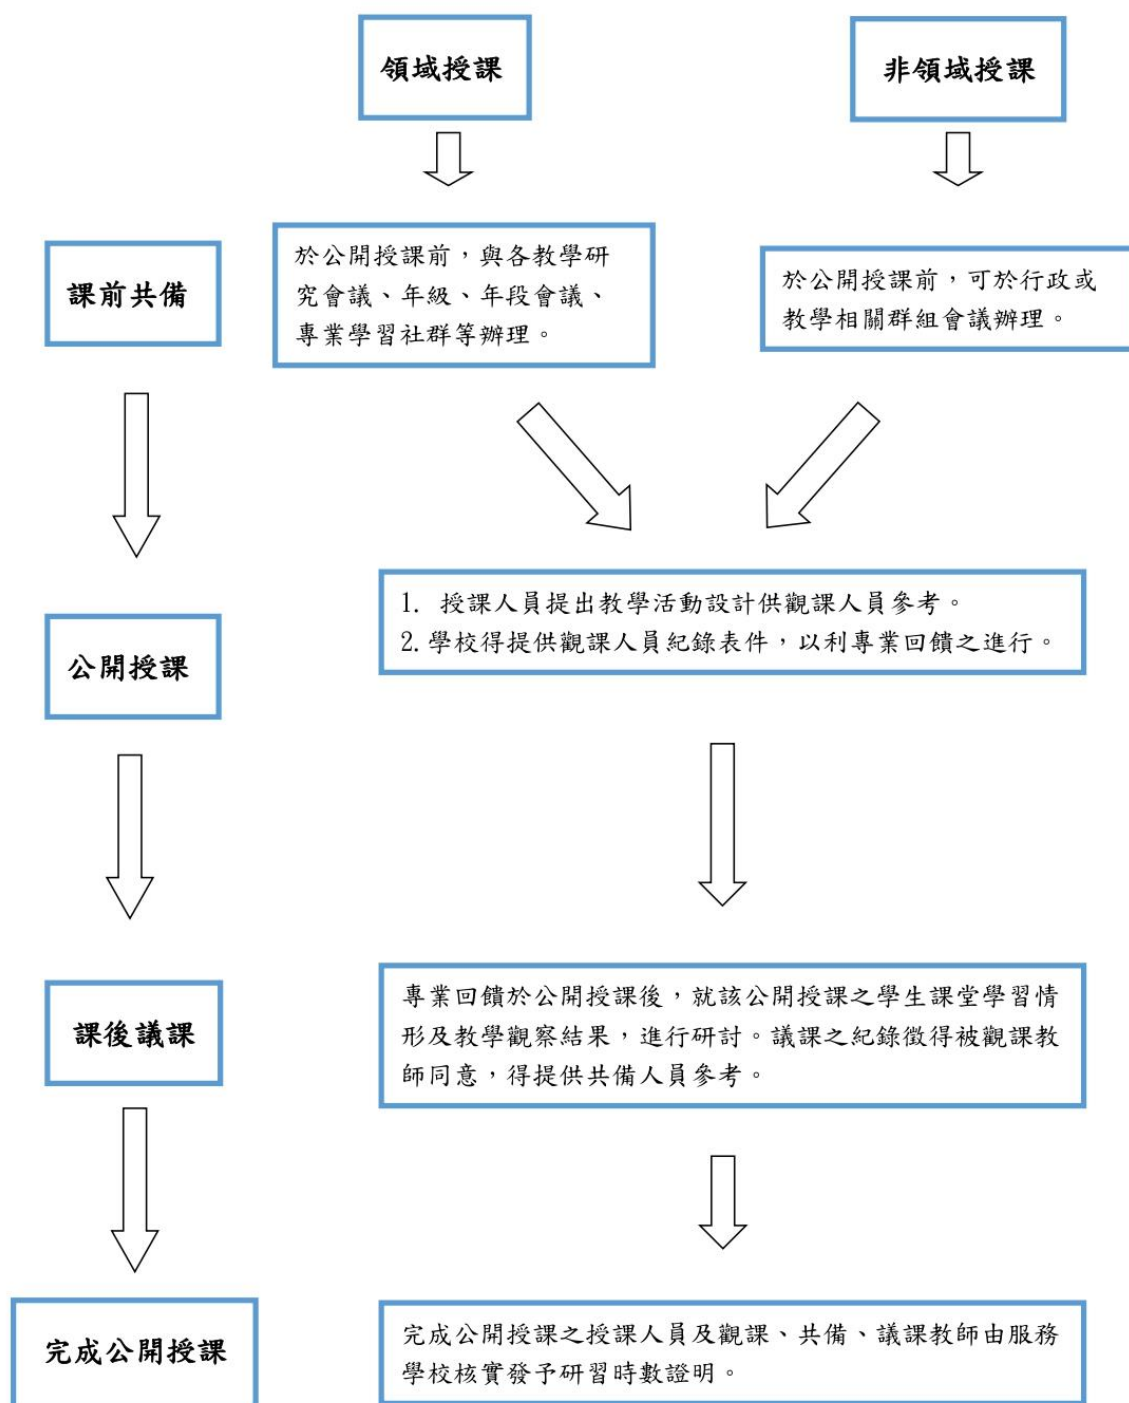 領域授課
非領域授課
課前共備
於公開授課前，與各教學研
究會議、年級、年段會議、
專業學習社群等辦理。
於公開授課前，可於行政或
教學相關群組會議辦理。
公開授課
1. 授課人員提出教學活動設計供觀課人員參考。
2. 學校得提供觀課人員紀錄表件，以利專業回饋之進行。
課後議課
專業回饋於公開授課後，就該公開授課之學生課堂學習情
形及教學觀察結果，進行研討。議課之紀錄徵得被觀課教
師同意，得提供共備人員參考。
完成公開授課
完成公開授課之授課人員及觀課、共備、議課教師由服務
學校核實發予研習時數證明。